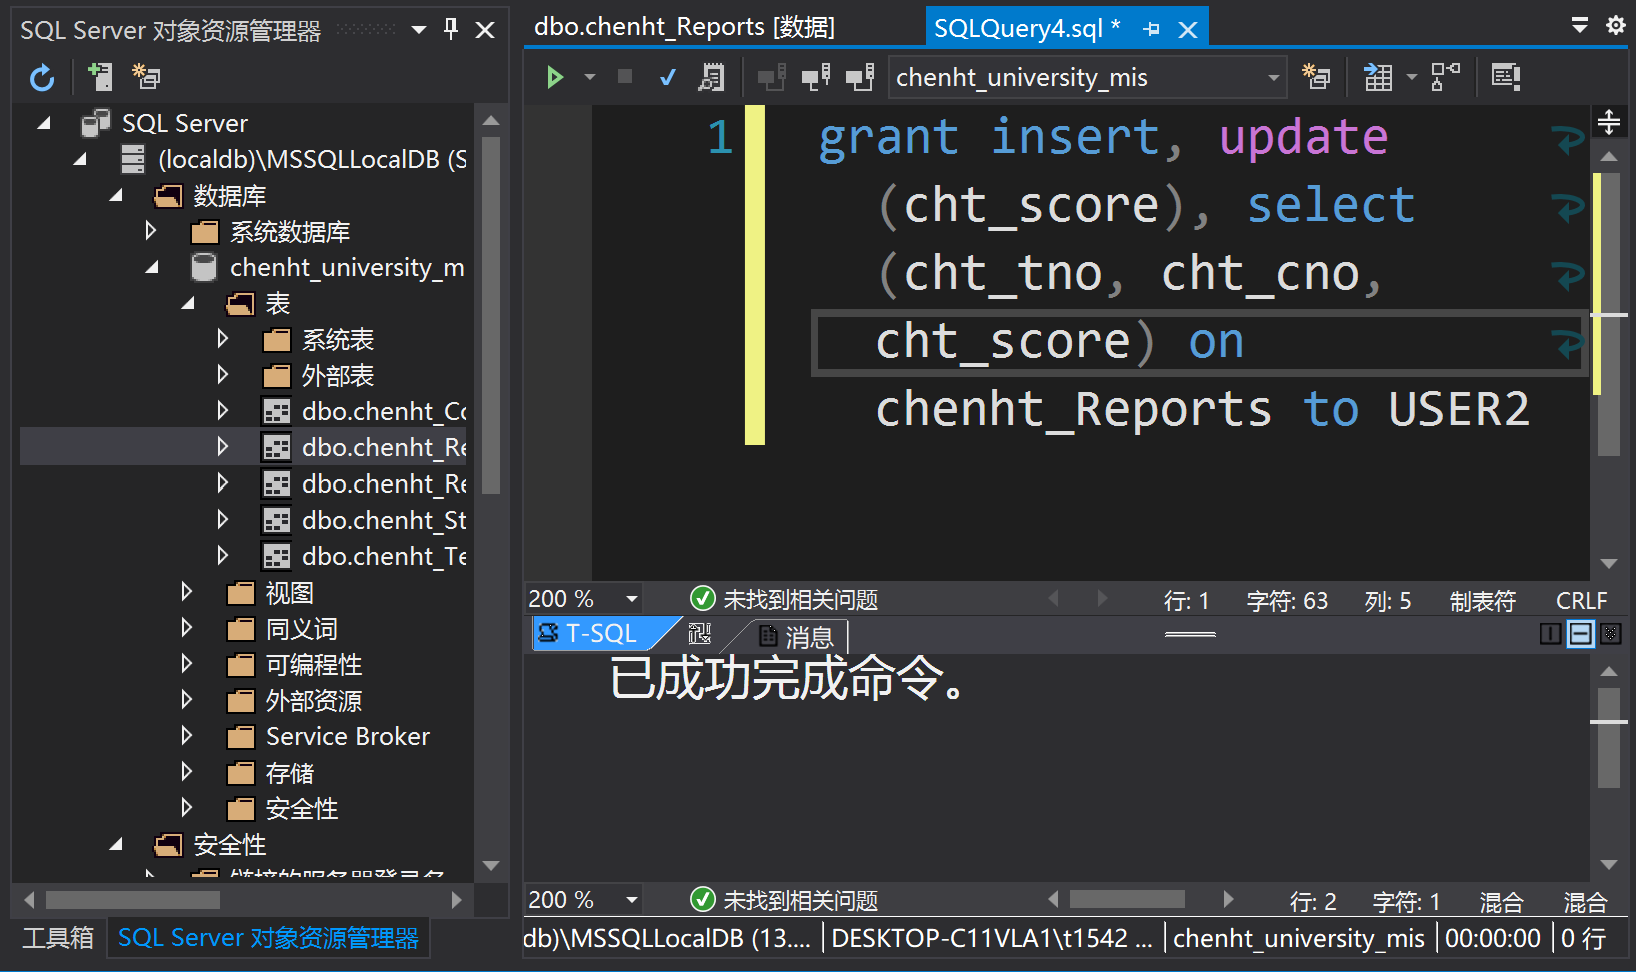 SQL Server 对象资源管理器
SQL Server
(localdb)\MSSQLLocalDB (S
数据库
系统数据库
chenht_university_m
表
系统表
外部表
dbo.chenht_Co
dbo.chenht_Re
dbo.chenht_Re
dbo.chenht_St
dbo.chenht_Te
视图
同义词
可编程性
外部资源
Service Broker
存储
安全性
安全性
工具箱
SQL Server 对象资源管理器
dbo.chenht_Reports [数据]
SQLQuery4.sql *
chenht_university_mis
1
grant insert, update
(cht_score), select
(cht_tno, cht_cno,
cht_score) on
chenht_Reports to USER2
200 %
未找到相关问题
行: 1
字符: 63
列: 5
制表符
CRLF
T-SQL
消息
已成功完成命令。
200 %
未找到相关问题
行: 2
字符: 1
混合
混合
db)\MSSQLLocalDB (13....
DESKTOP-C11VLA1\t1542 ...
chenht_university_mis
00:00:00
0 行